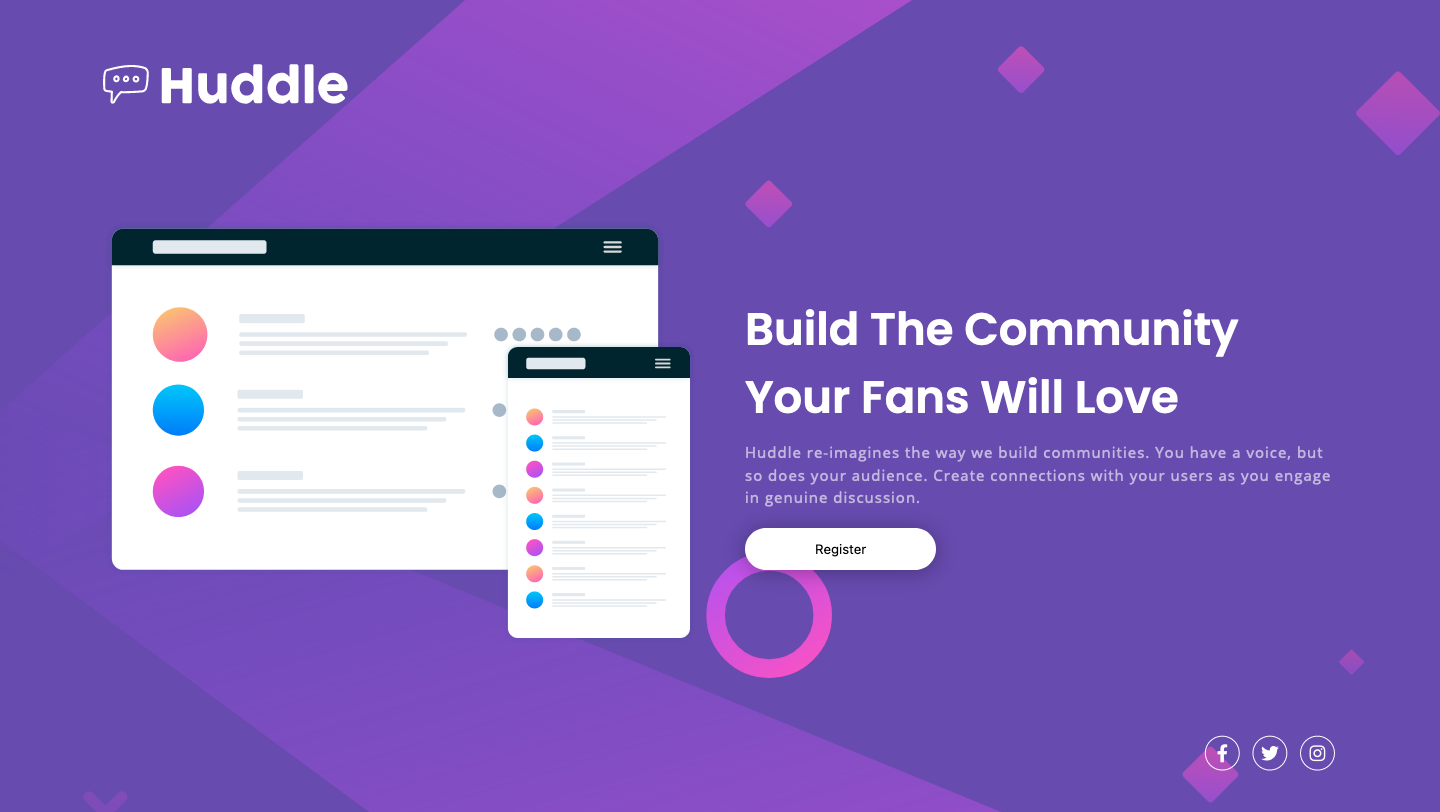 Huddle
Build The Community
Your Fans Will Love
Huddle re-imagines the way we build communities. You have a voice, but
so does your audience. Create connections with your users as you engage
in genuine discussion.
Register